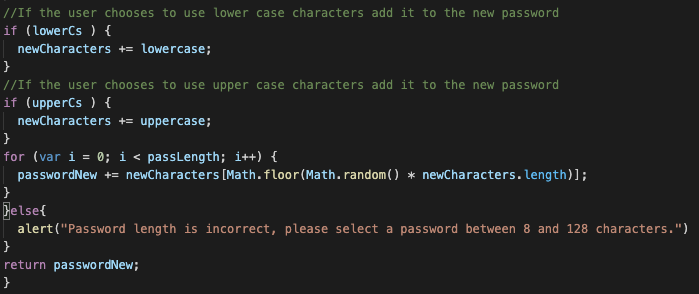 //If the user chooses to use lower case characters add it to the new password
if (lowerCs ) {
  newCharacters += lowercase;
}
//If the user chooses to use upper case characters add it to the new password
if (upperCs ) {
  newCharacters += uppercase;
}
for (var i = 0; i < passLength; i++) {
  passwordNew += newCharacters[Math.floor(Math.random() * newCharacters.length)];
}
}else{
  alert("Password length is incorrect, please select a password between 8 and 128 characters.")
}
return passwordNew;
}